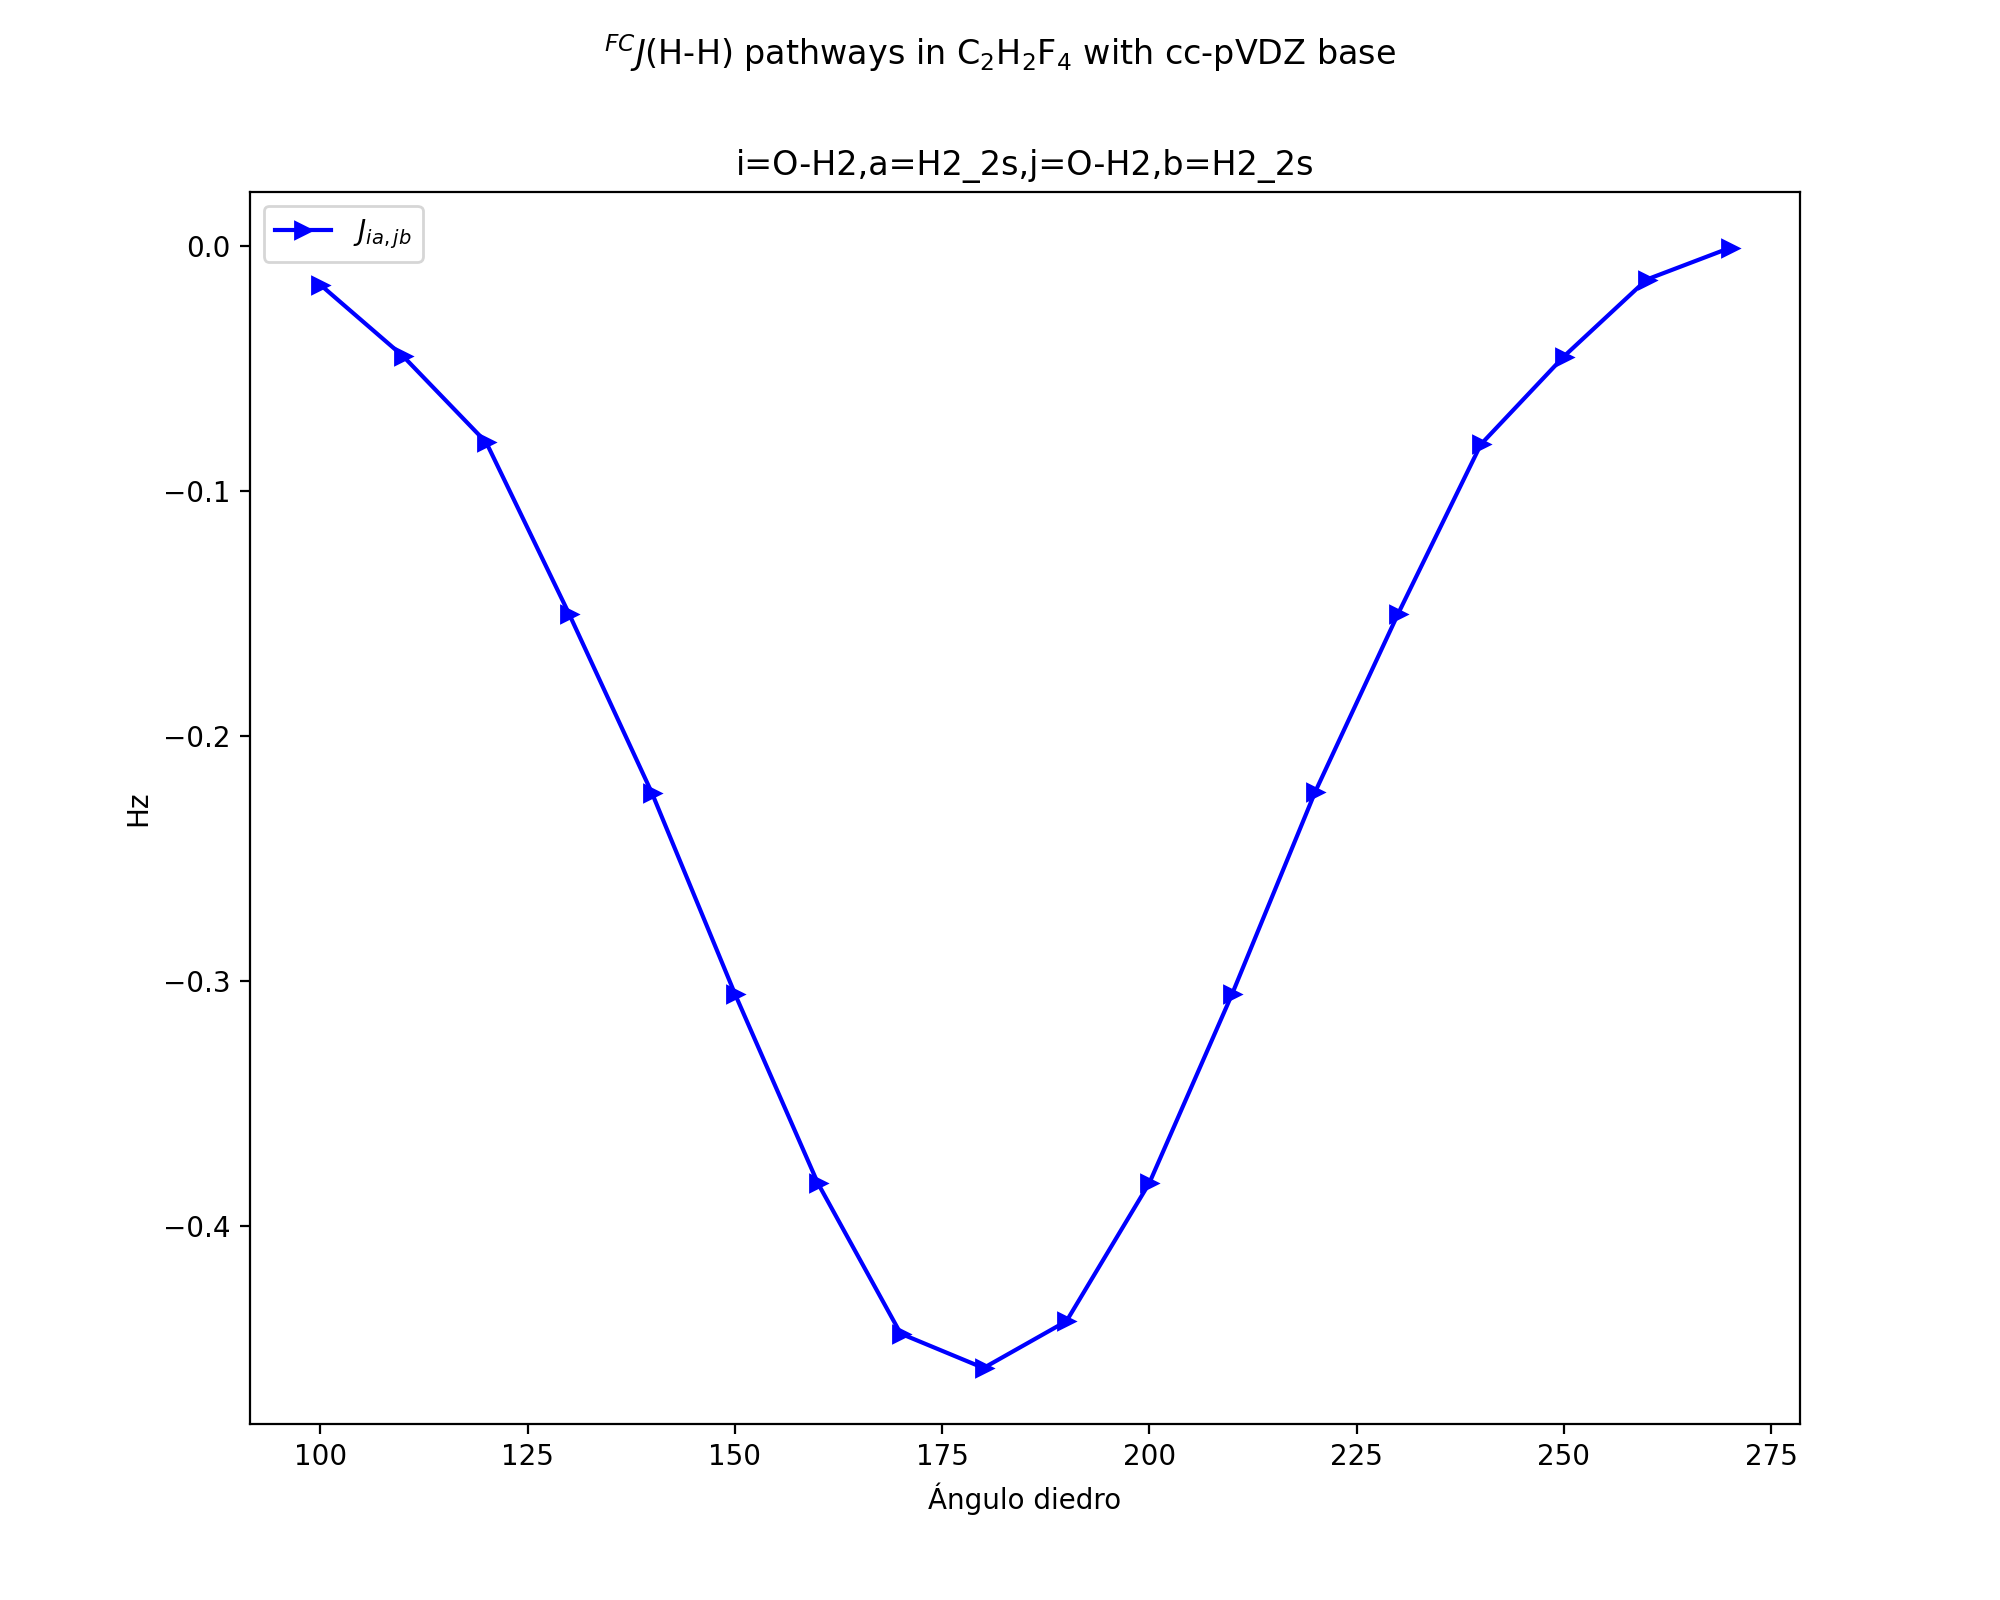 FCJ(H-H) pathways in C2H2F4 with cc-pVDZ base
i=O-H2,a=H2_2s,j=O-H2,b=H2_2s
Jia,jb
0.0
−0.1
−0.2
−0.3
−0.4
Hz
100 125 150 175 200 225 250 275
Ángulo diedro